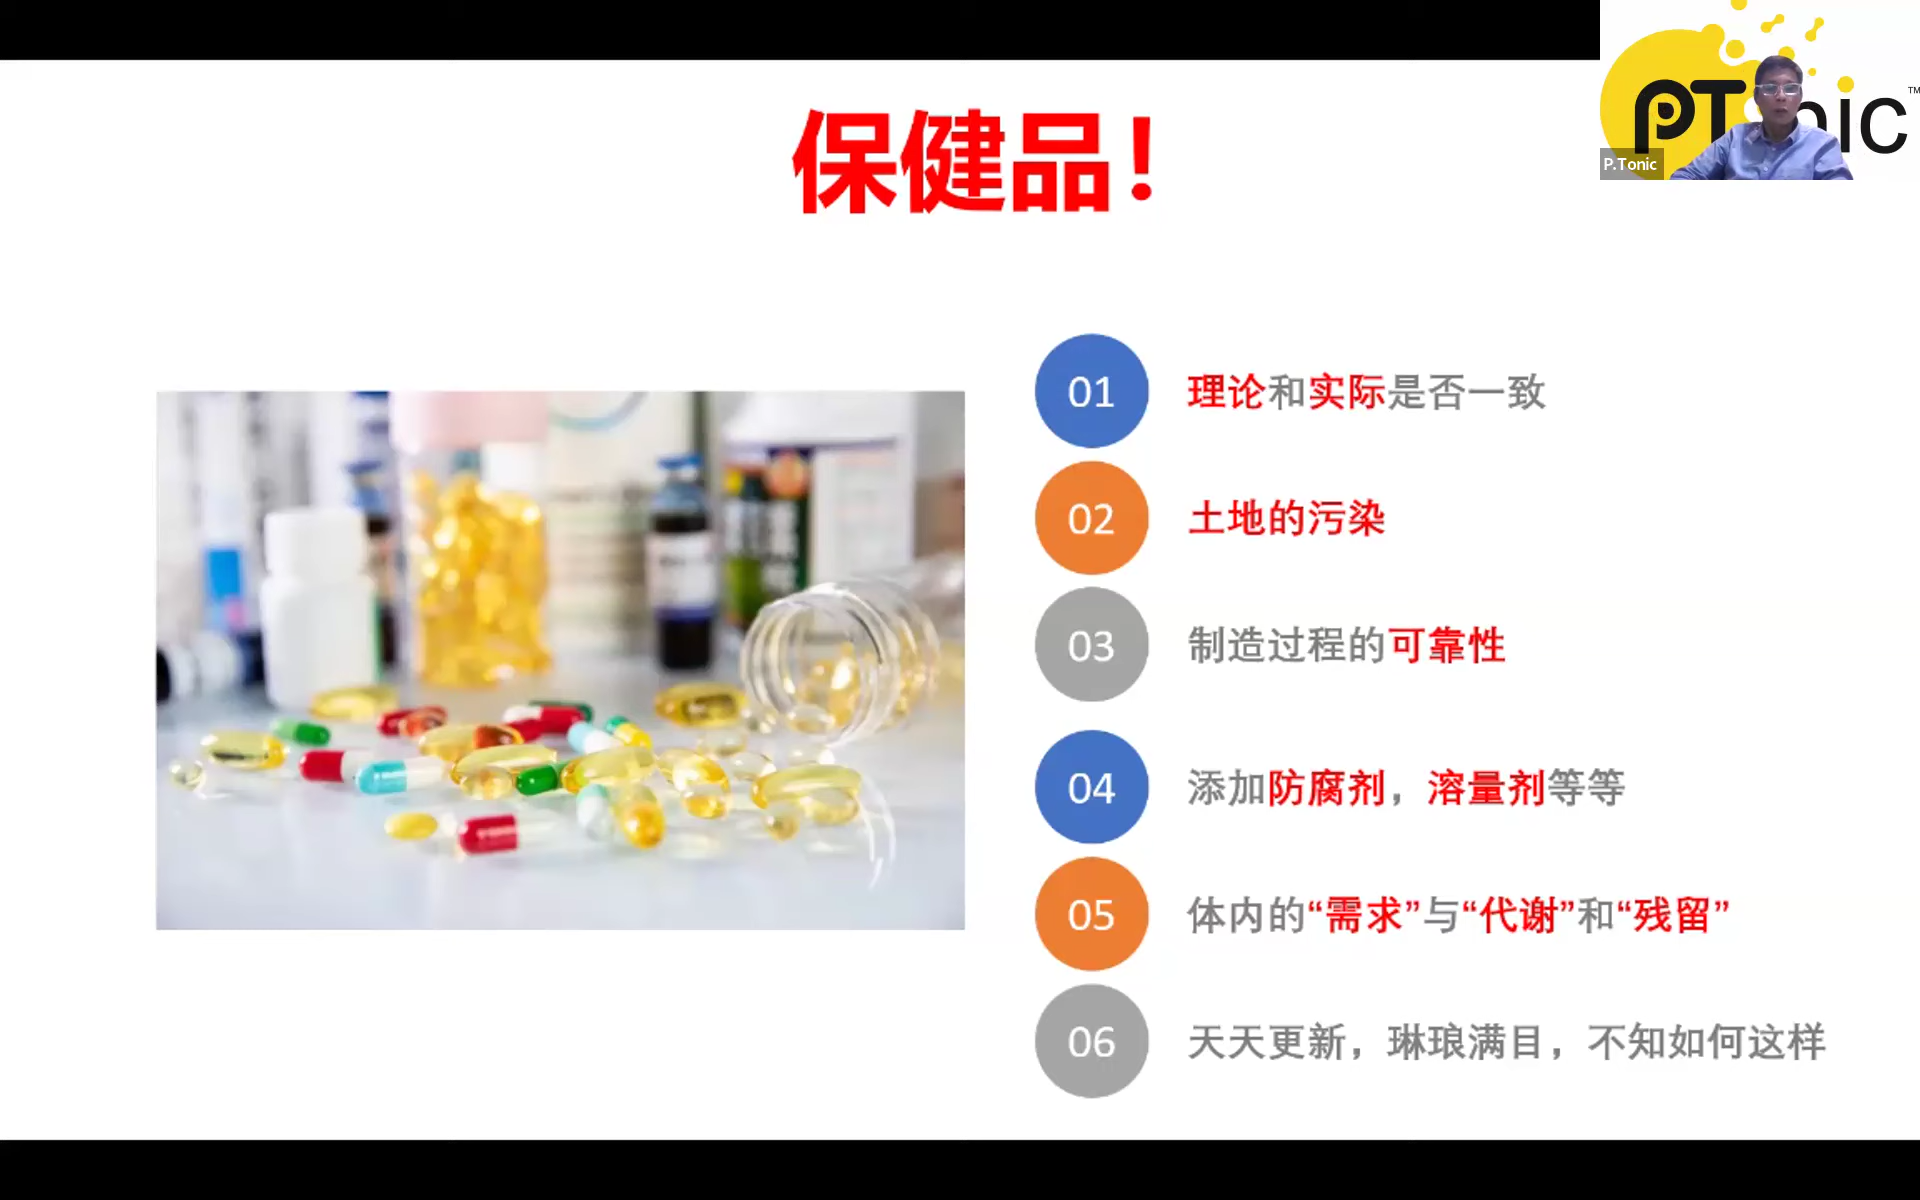 保健品！
PTonic™
P.Tonic
01 理论和实际是否一致
02 土地的污染
03 制造过程的可靠性
04 添加防腐剂，溶量剂等等
05 体内的“需求”与“代谢”和“残留”
06 天天更新，琳琅满目，不知如何这样